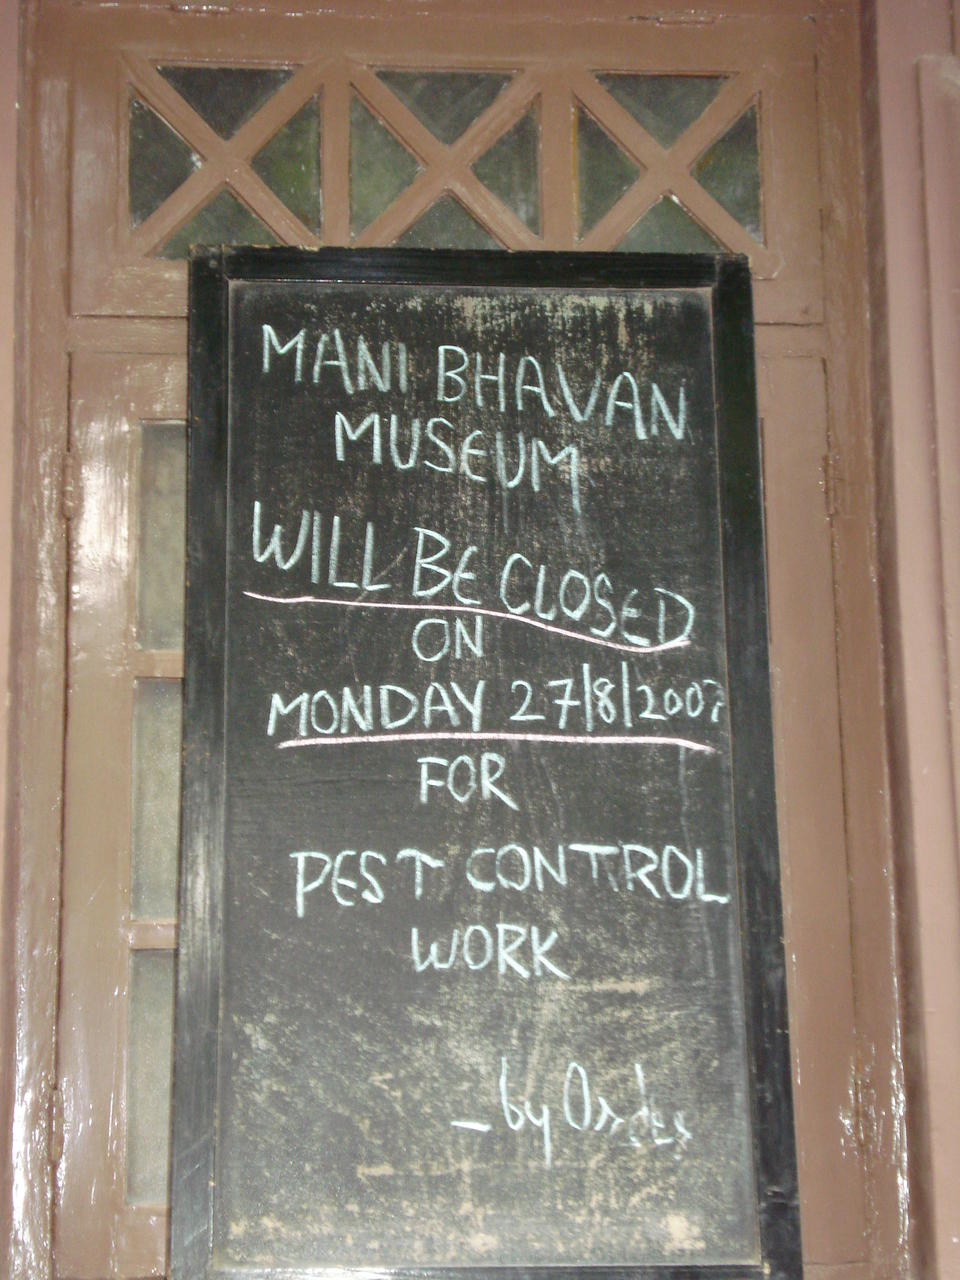 MANI BHAVAN
MUSEUM
WILL BE CLOSED
ON
MONDAY 27/8/2007
FOR
PEST CONTROL
WORK
- by Order